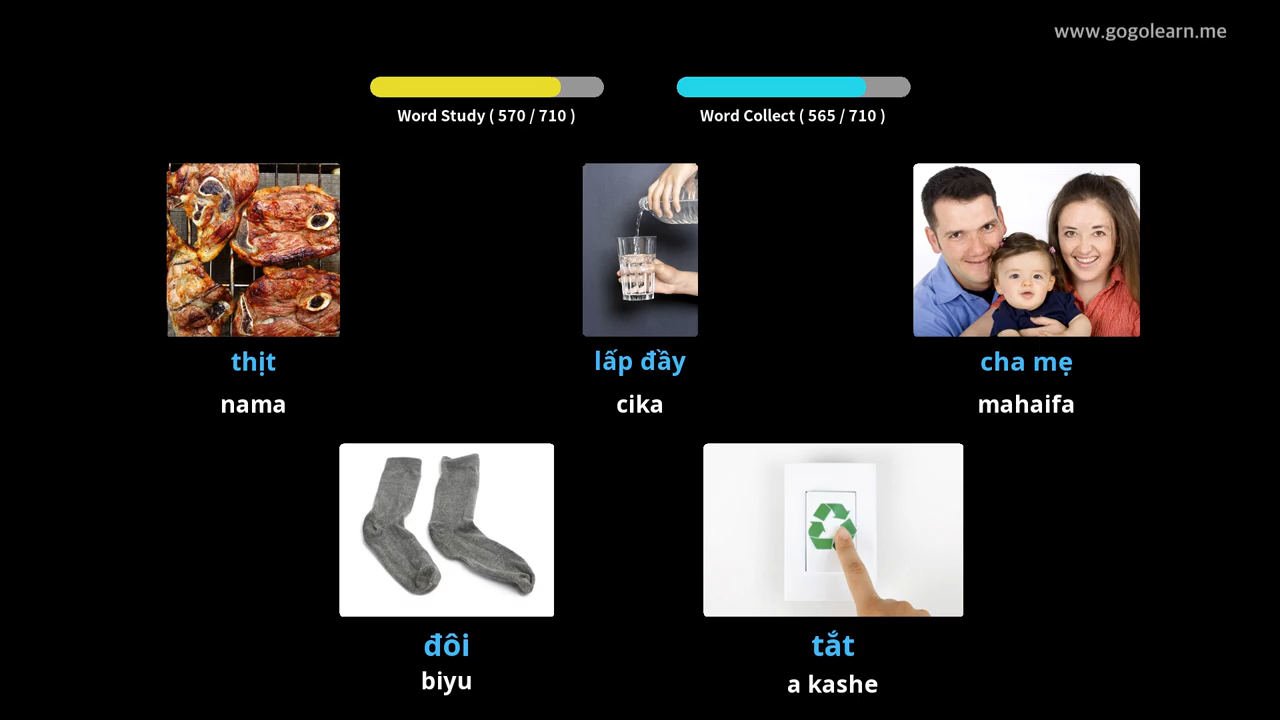 www.gogolearn.me
Word Study ( 570 / 710 )
Word Collect ( 565 / 710 )
thịt
nama
lấp đầy
cika
cha mẹ
mahaifa
đôi
biyu
tắt
a kashe